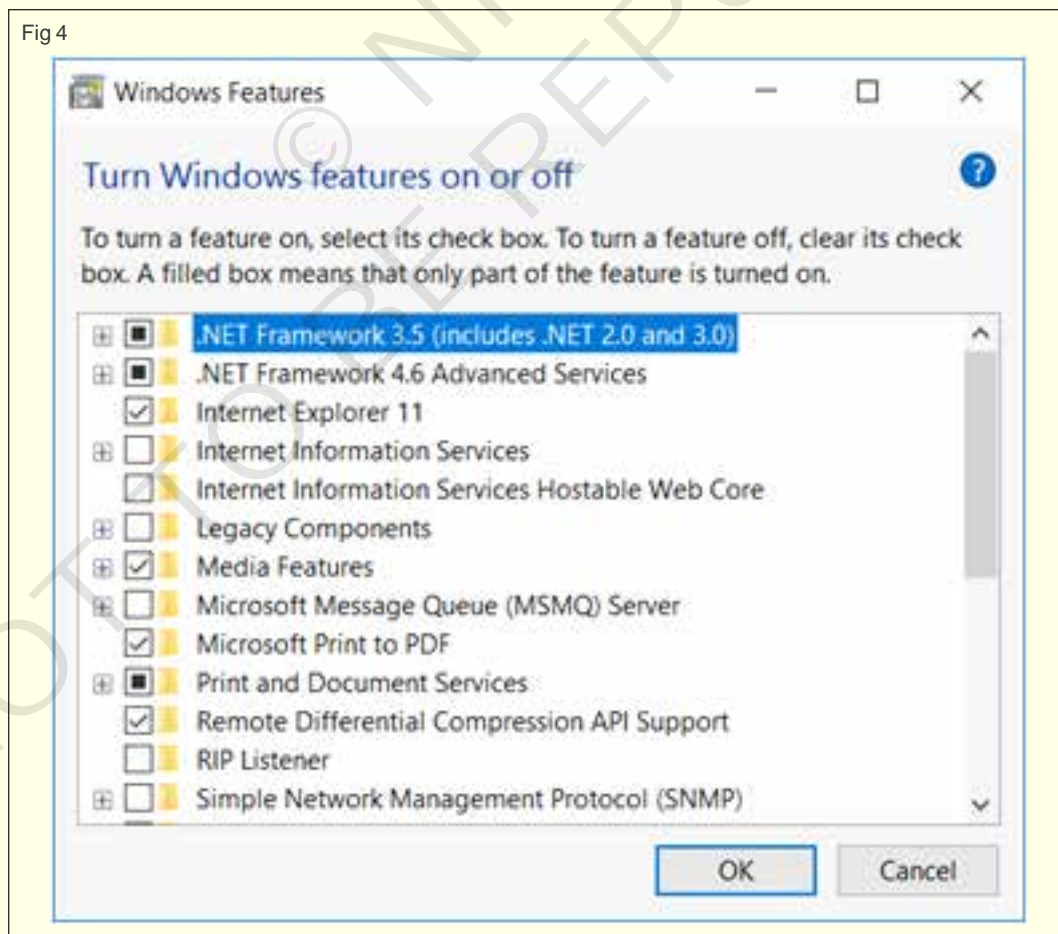 Fig 4
Windows Features
Turn Windows features on or off
To turn a feature on, select its check box. To turn a feature off, clear its check
box. A filled box means that only part of the feature is turned on.
.NET Framework 3.5 (includes .NET 2.0 and 3.0)
.NET Framework 4.6 Advanced Services
Internet Explorer 11
Internet Information Services
Internet Information Services Hostable Web Core
Legacy Components
Media Features
Microsoft Message Queue (MSMQ) Server
Microsoft Print to PDF
Print and Document Services
Remote Differential Compression API Support
RIP Listener
Simple Network Management Protocol (SNMP)
OK Cancel